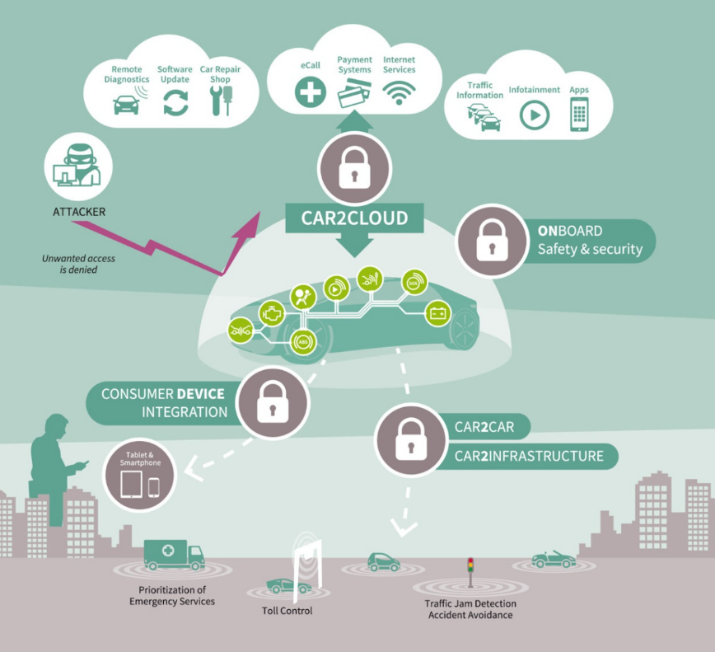 Remote
Diagnostics
Software
Update
Car Repair
Shop
eCall
Payment
Systems
Internet
Services
Traffic
Information
Infotainment
Apps
ATTACKER
Unwanted access
is denied
CAR2CLOUD
ONBOARD
Safety & security
SOS
ABS
CONSUMER DEVICE
INTEGRATION
Tablet &
Smartphone
CAR2CAR
CAR2INFRASTRUCTURE
Prioritization of
Emergency Services
Toll Control
Traffic Jam Detection
Accident Avoidance